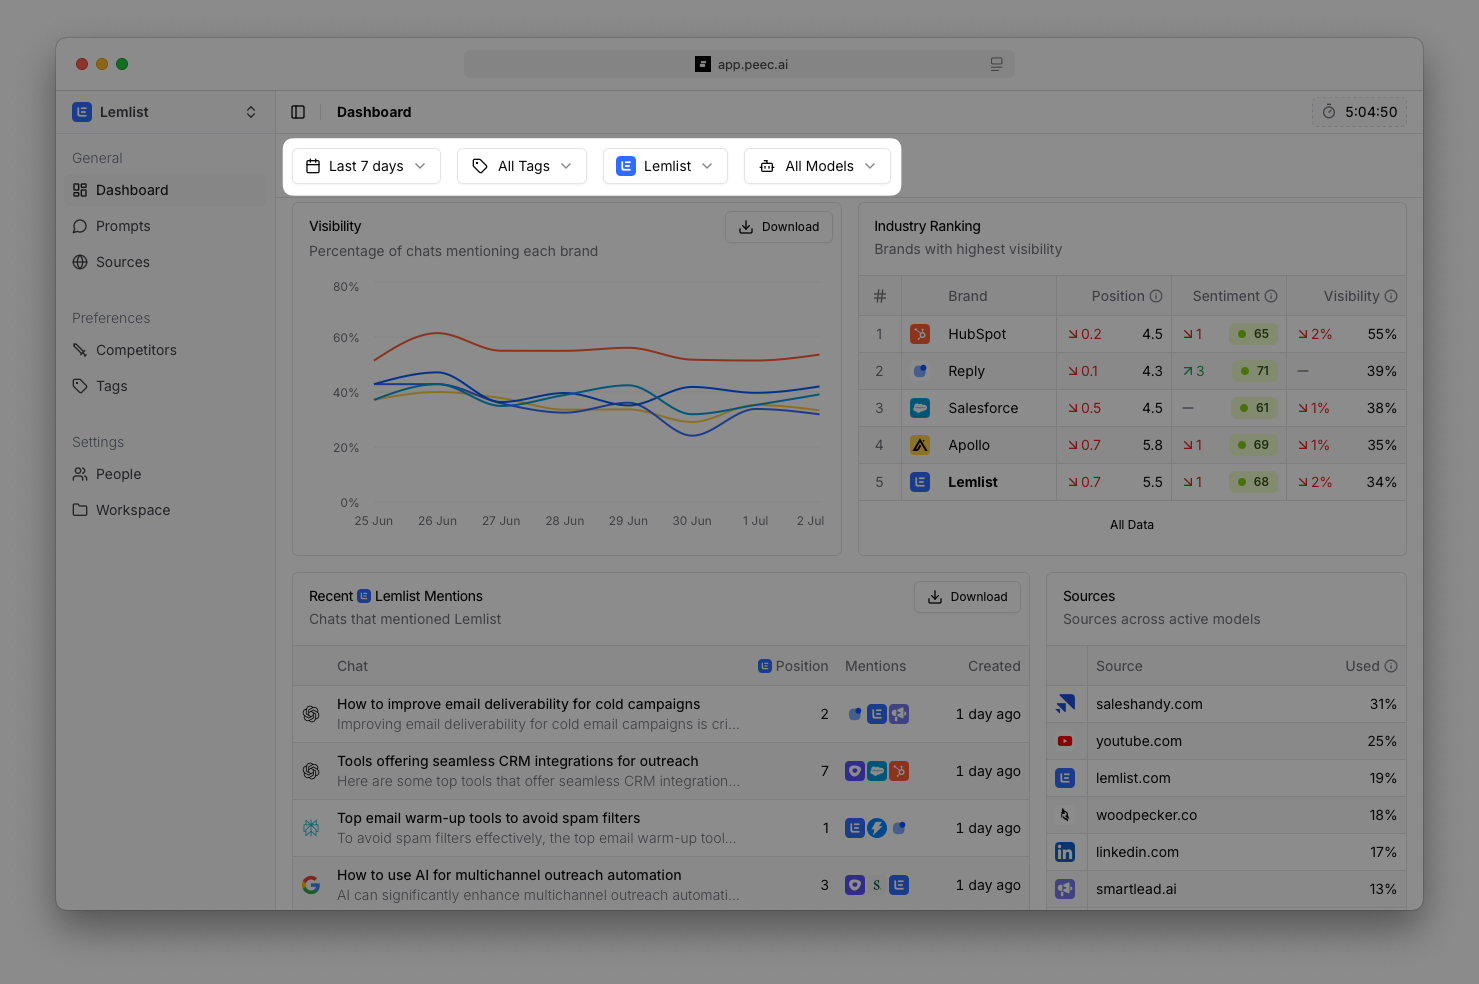 app.peec.ai
Lemlist
Dashboard
5:04:50
General
Dashboard
Prompts
Sources
Preferences
Competitors
Tags
Settings
People
Workspace
Last 7 days
All Tags
Lemlist
All Models
Visibility
Download
Percentage of chats mentioning each brand
80%
60%
40%
20%
0%
25 Jun 26 Jun 27 Jun 28 Jun 29 Jun 30 Jun 1 Jul 2 Jul
Industry Ranking
Brands with highest visibility
# Brand Position Sentiment Visibility
1 HubSpot 0.2 4.5 1 65 2% 55%
2 Reply 0.1 4.3 3 71 — 39%
3 Salesforce 0.5 4.5 — 61 1% 38%
4 Apollo 0.7 5.8 1 69 1% 35%
5 Lemlist 0.7 5.5 1 68 2% 34%
All Data
Recent Lemlist Mentions
Download
Chats that mentioned Lemlist
Chat Position Mentions Created
How to improve email deliverability for cold campaigns
Improving email deliverability for cold email campaigns is cri...
2 1 day ago
Tools offering seamless CRM integrations for outreach
Here are some top tools that offer seamless CRM integration...
7 1 day ago
Top email warm-up tools to avoid spam filters
To avoid spam filters effectively, the top email warm-up tool...
1 1 day ago
How to use AI for multichannel outreach automation
AI can significantly enhance multichannel outreach automati...
3 1 day ago
Sources
Sources across active models
Source Used
saleshandy.com 31%
youtube.com 25%
lemlist.com 19%
woodpecker.co 18%
linkedin.com 17%
smartlead.ai 13%